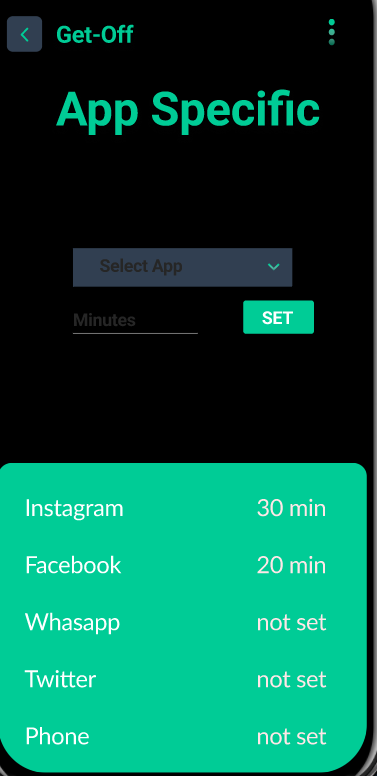 Get-Off
App Specific
Select App
Minutes
SET
Instagram 30 min
Facebook 20 min
Whasapp not set
Twitter not set
Phone not set